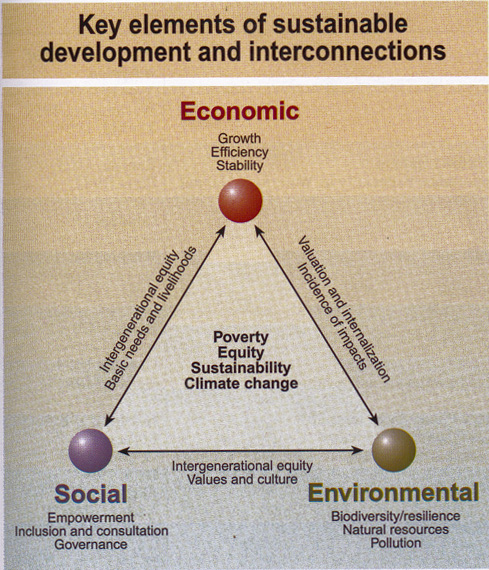 Key elements of sustainable
development and interconnections
Economic
Growth
Efficiency
Stability
Intergenerational equity
Basic needs and livelihoods
Valuation and internalization
Incidence of impacts
Poverty
Equity
Sustainability
Climate change
Intergenerational equity
Values and culture
Social
Empowerment
Inclusion and consultation
Governance
Environmental
Biodiversity/resilience
Natural resources
Pollution